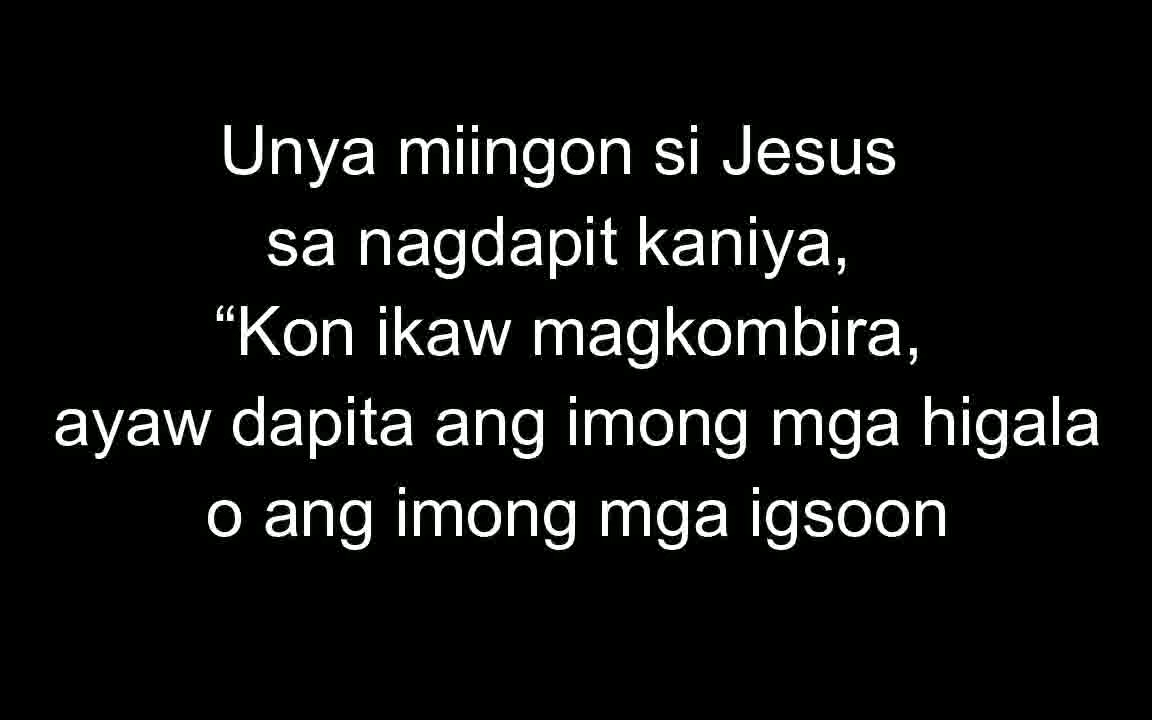 Unya miingon si Jesus
sa nagdapit kaniya,
“Kon ikaw magkombira,
ayaw dapita ang imong mga higala
o ang imong mga igsoon